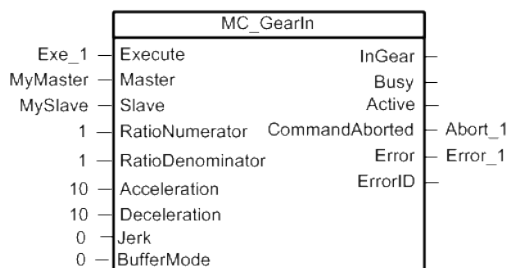 MC_GearIn
Exe_1 Execute InGear
MyMaster Master Busy
MySlave Slave Active
1 RatioNumerator CommandAborted Abort_1
1 RatioDenominator Error Error_1
10 Acceleration ErrorID
10 Deceleration
0 Jerk
0 BufferMode